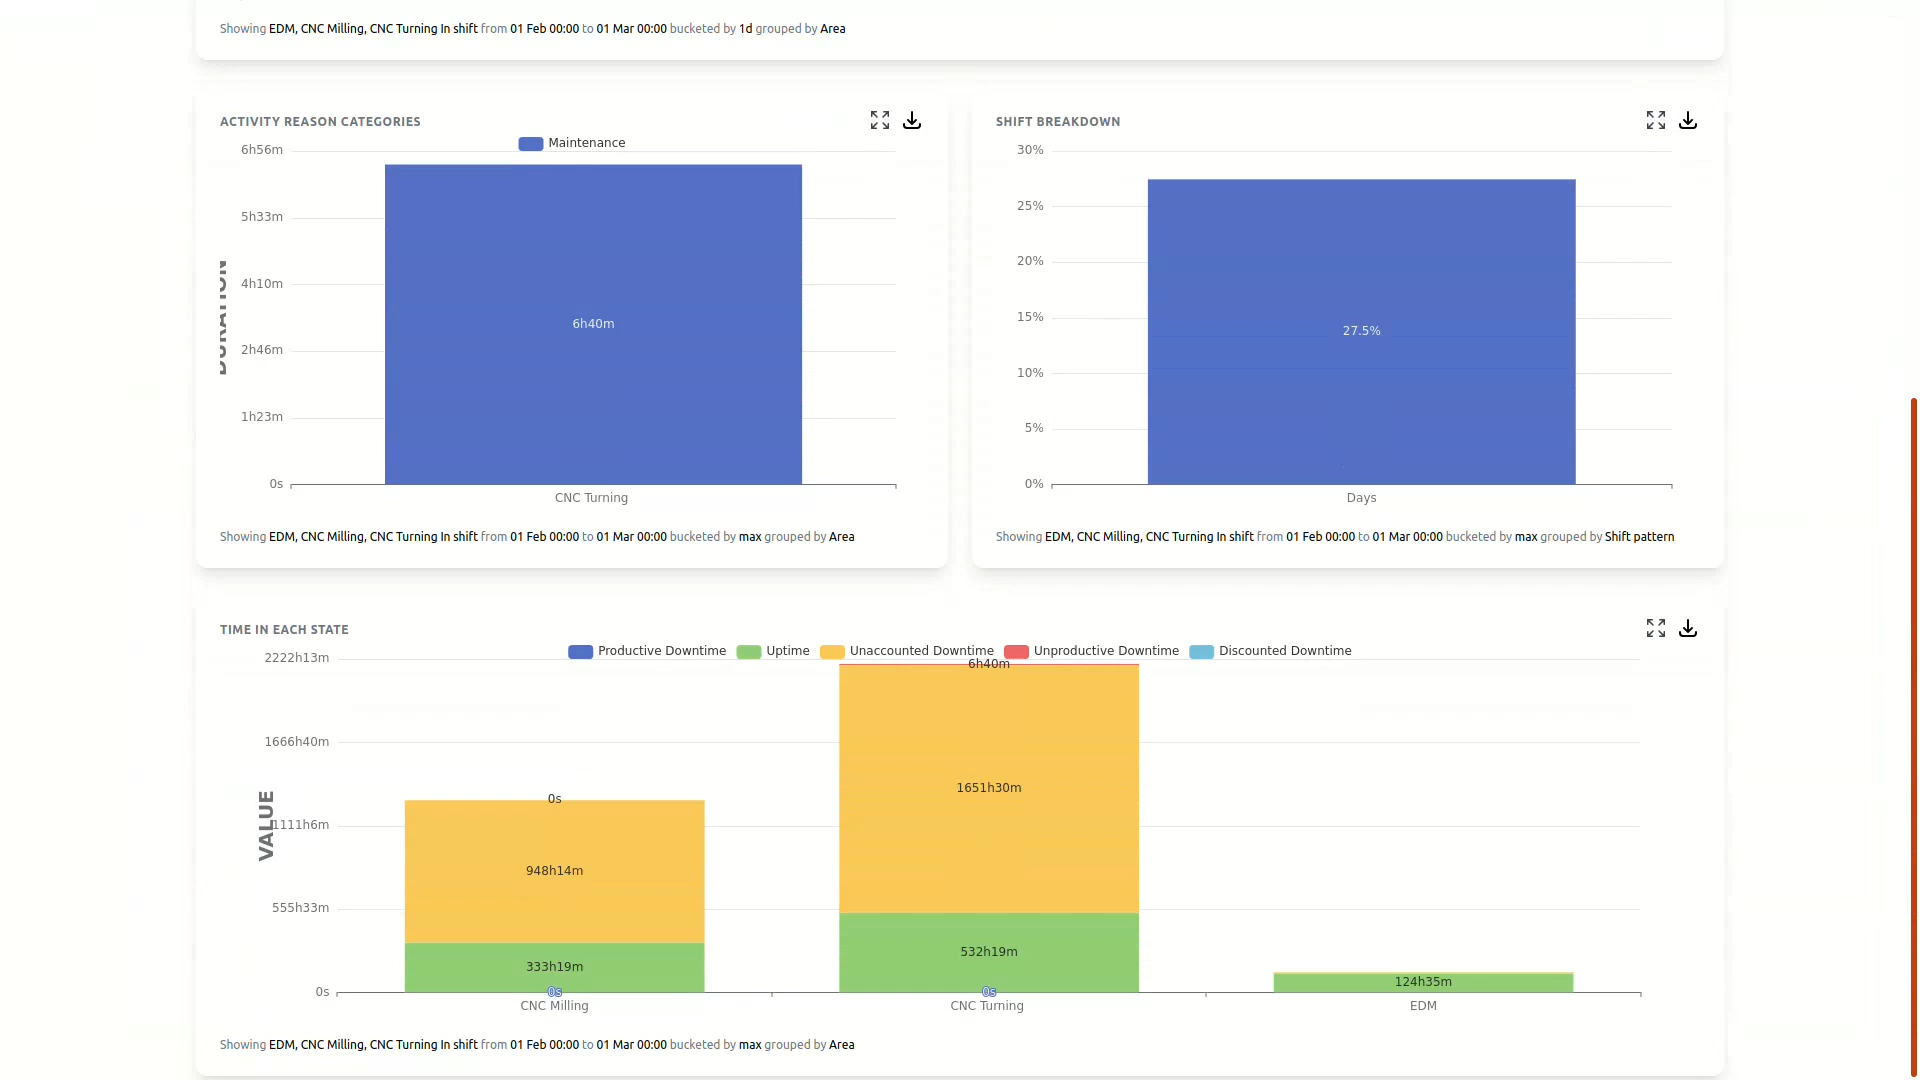 Showing EDM, CNC Milling, CNC Turning In shift from 01 Feb 00:00 to 01 Mar 00:00 bucketed by 1d grouped by Area
ACTIVITY REASON CATEGORIES
Maintenance
6h56m
5h33m
4h10m
2h46m
1h23m
0s
DURATION
6h40m
CNC Turning
Showing EDM, CNC Milling, CNC Turning In shift from 01 Feb 00:00 to 01 Mar 00:00 bucketed by max grouped by Area
SHIFT BREAKDOWN
30%
25%
20%
15%
10%
5%
0%
27.5%
Days
Showing EDM, CNC Milling, CNC Turning In shift from 01 Feb 00:00 to 01 Mar 00:00 bucketed by max grouped by Shift pattern
TIME IN EACH STATE
Productive Downtime Uptime Unaccounted Downtime Unproductive Downtime Discounted Downtime
2222h13m
1666h40m
1111h6m
555h33m
0s
VALUE
0s
948h14m
333h19m
0s
6h40m
1651h30m
532h19m
0s
124h35m
CNC Milling
CNC Turning
EDM
Showing EDM, CNC Milling, CNC Turning In shift from 01 Feb 00:00 to 01 Mar 00:00 bucketed by max grouped by Area